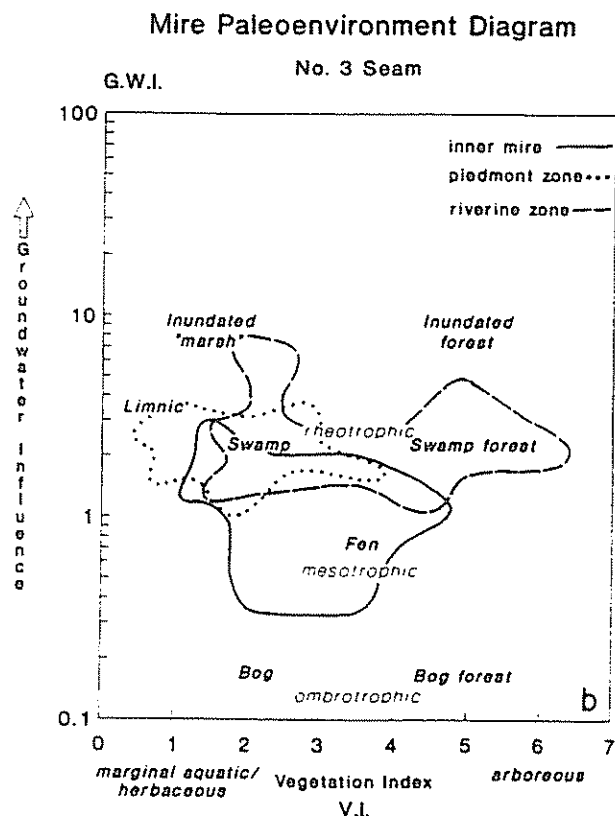 Mire Paleoenvironment Diagram
No. 3 Seam
G.W.I.
100
inner mire
piedmont zone
riverine zone
Groundwater Influence
10
Inundated
marsh
Inundated
forest
Limnic
rheotrophic
Swamp
Swamp forest
1
Fen
mesotrophic
Bog
Bog forest
ombrotrophic
b
0.1
0 1 2 3 4 5 6 7
marginal aquatic/
herbaceous
Vegetation Index
arboreous
V.I.